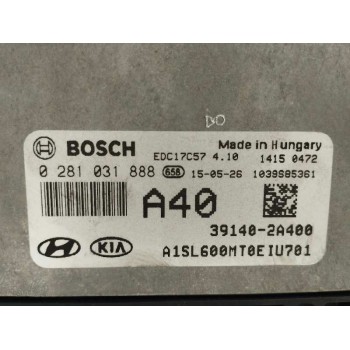 DO
BOSCH EDC17C57 4.10 Made in Hungary 1415 0472
0 281 031 888 656 15-05-26 1039S85361
A40
39140-2A400
HYUNDAI KIA A1SL600MT0EIU701